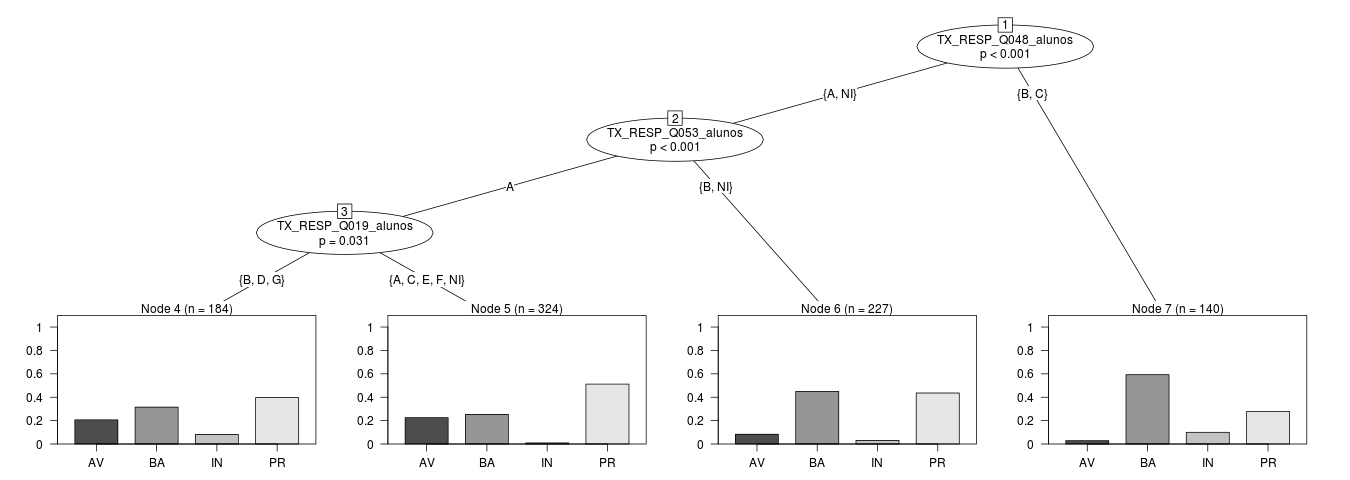 1
TX_RESP_Q048_alunos
p < 0.001
{A, NI}
{B, C}
2
TX_RESP_Q053_alunos
p < 0.001
A
{B, NI}
3
TX_RESP_Q019_alunos
p = 0.031
{B, D, G}
{A, C, E, F, NI}
Node 4 (n = 184)
1
0.8
0.6
0.4
0.2
0
AV BA IN PR
Node 5 (n = 324)
1
0.8
0.6
0.4
0.2
0
AV BA IN PR
Node 6 (n = 227)
1
0.8
0.6
0.4
0.2
0
AV BA IN PR
Node 7 (n = 140)
1
0.8
0.6
0.4
0.2
0
AV BA IN PR